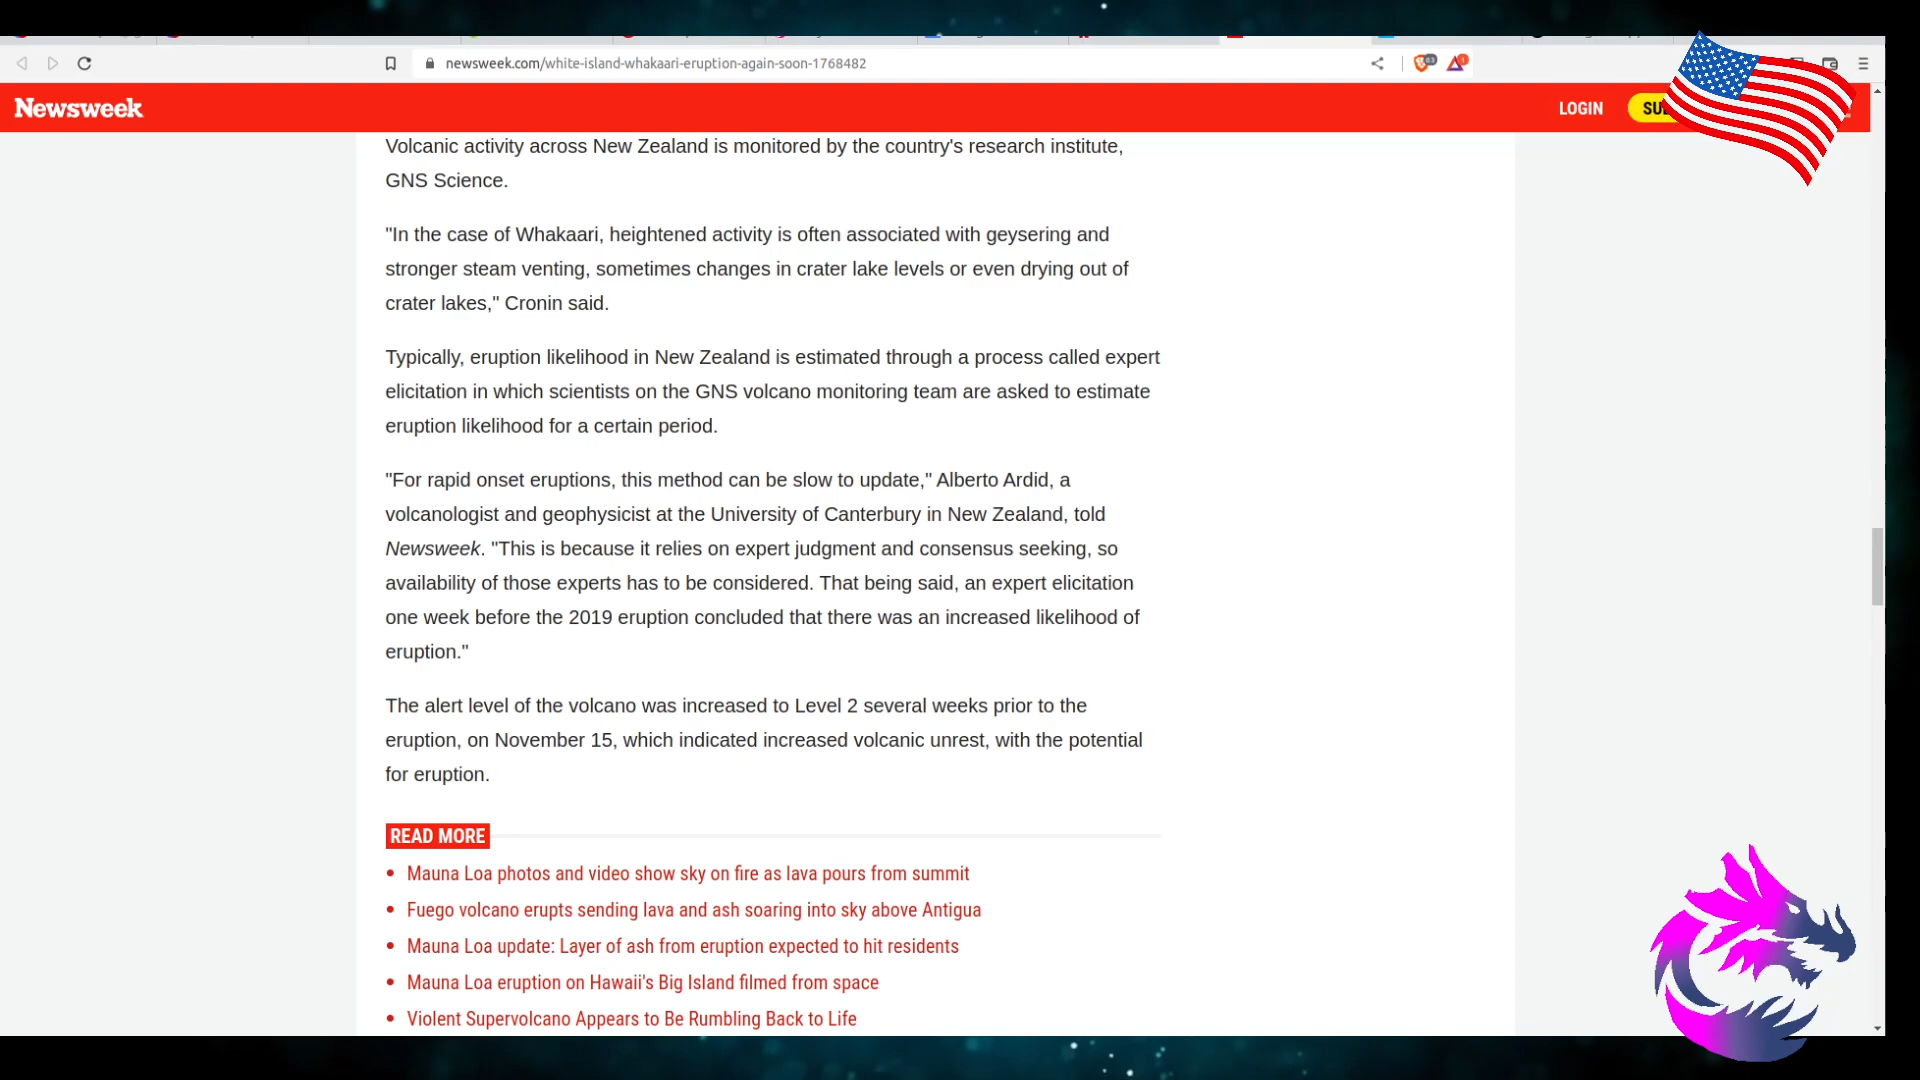 newsweek.com/white-island-whakaari-eruption-again-soon-1768482
Newsweek
LOGIN
Volcanic activity across New Zealand is monitored by the country's research institute,
GNS Science.
"In the case of Whakaari, heightened activity is often associated with geysering and
stronger steam venting, sometimes changes in crater lake levels or even drying out of
crater lakes," Cronin said.
Typically, eruption likelihood in New Zealand is estimated through a process called expert
elicitation in which scientists on the GNS volcano monitoring team are asked to estimate
eruption likelihood for a certain period.
"For rapid onset eruptions, this method can be slow to update," Alberto Ardid, a
volcanologist and geophysicist at the University of Canterbury in New Zealand, told
Newsweek. "This is because it relies on expert judgment and consensus seeking, so
availability of those experts has to be considered. That being said, an expert elicitation
one week before the 2019 eruption concluded that there was an increased likelihood of
eruption."
The alert level of the volcano was increased to Level 2 several weeks prior to the
eruption, on November 15, which indicated increased volcanic unrest, with the potential
for eruption.
READ MORE
• Mauna Loa photos and video show sky on fire as lava pours from summit
• Fuego volcano erupts sending lava and ash soaring into sky above Antigua
• Mauna Loa update: Layer of ash from eruption expected to hit residents
• Mauna Loa eruption on Hawaii's Big Island filmed from space
• Violent Supervolcano Appears to Be Rumbling Back to Life